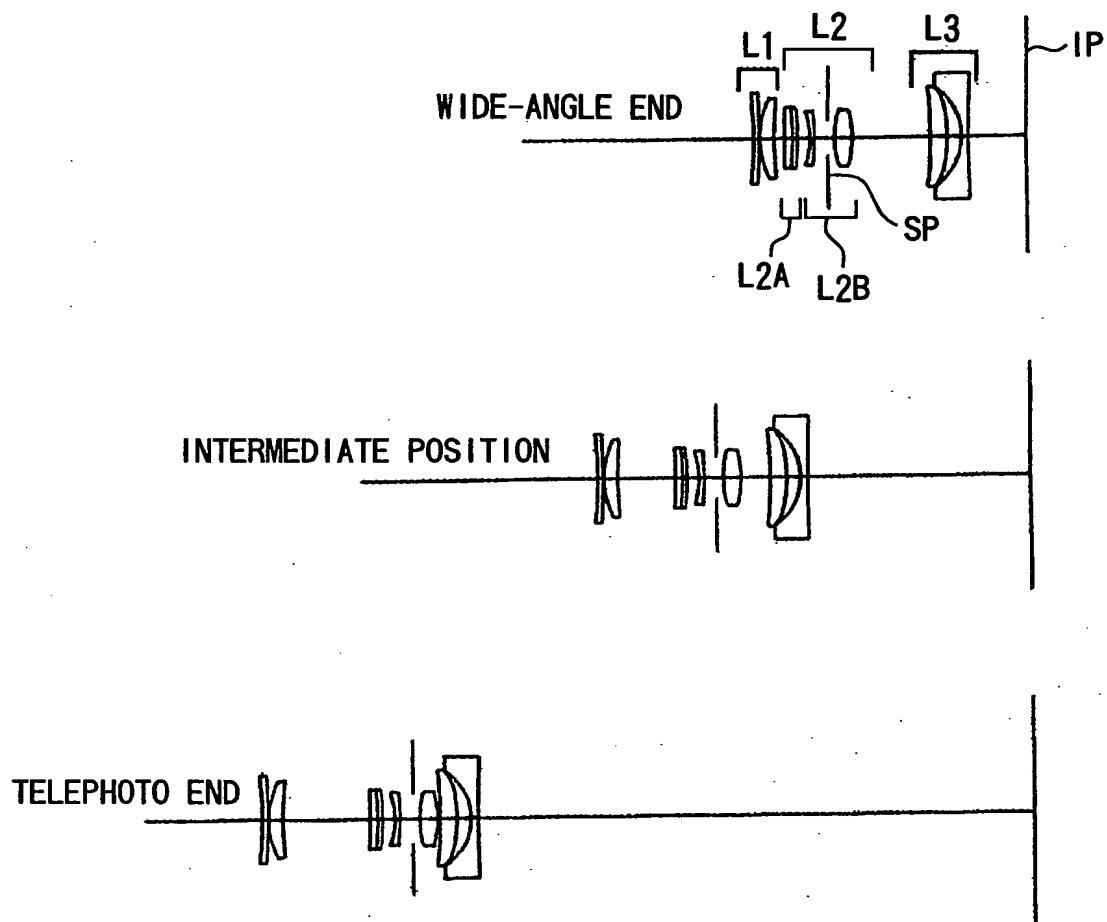 L1
L2
L3
IP
WIDE-ANGLE END
SP
L2A
L2B
INTERMEDIATE POSITION
TELEPHOTO END